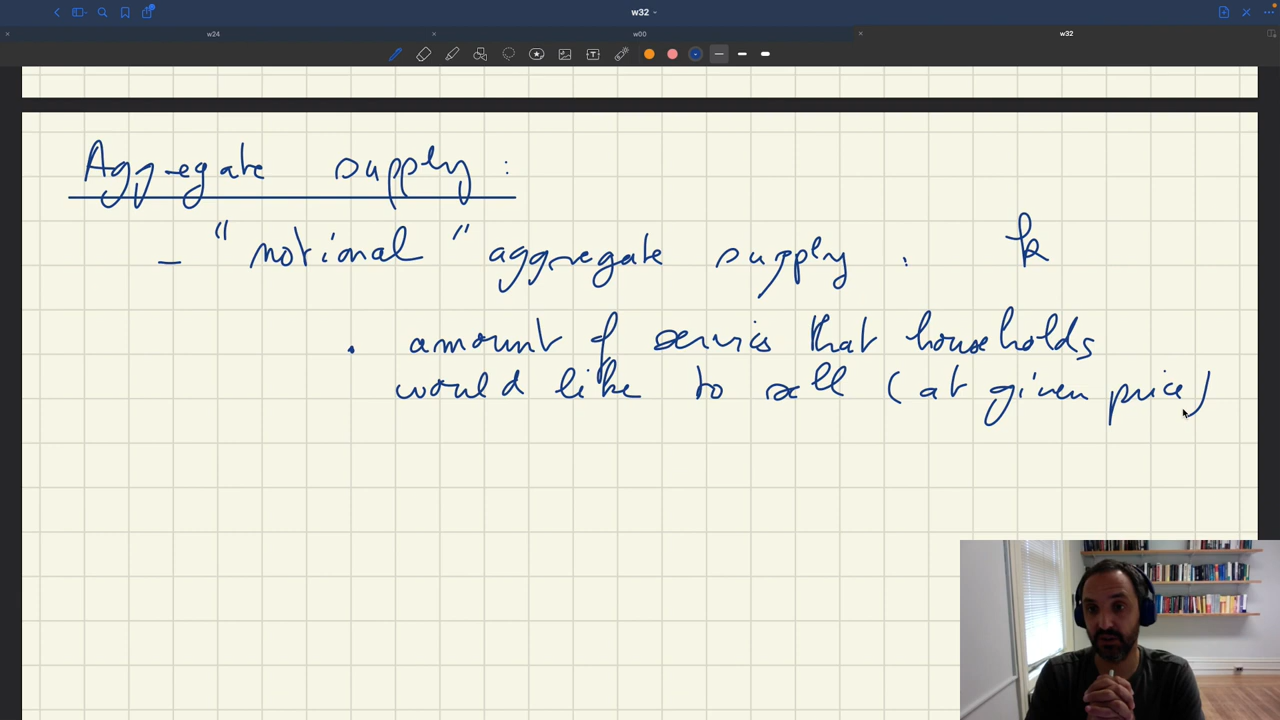 w32
w24
w00
w32
Aggregate supply :
- "notional" aggregate supply : k
• amount of services that households
would like to sell (at given price)